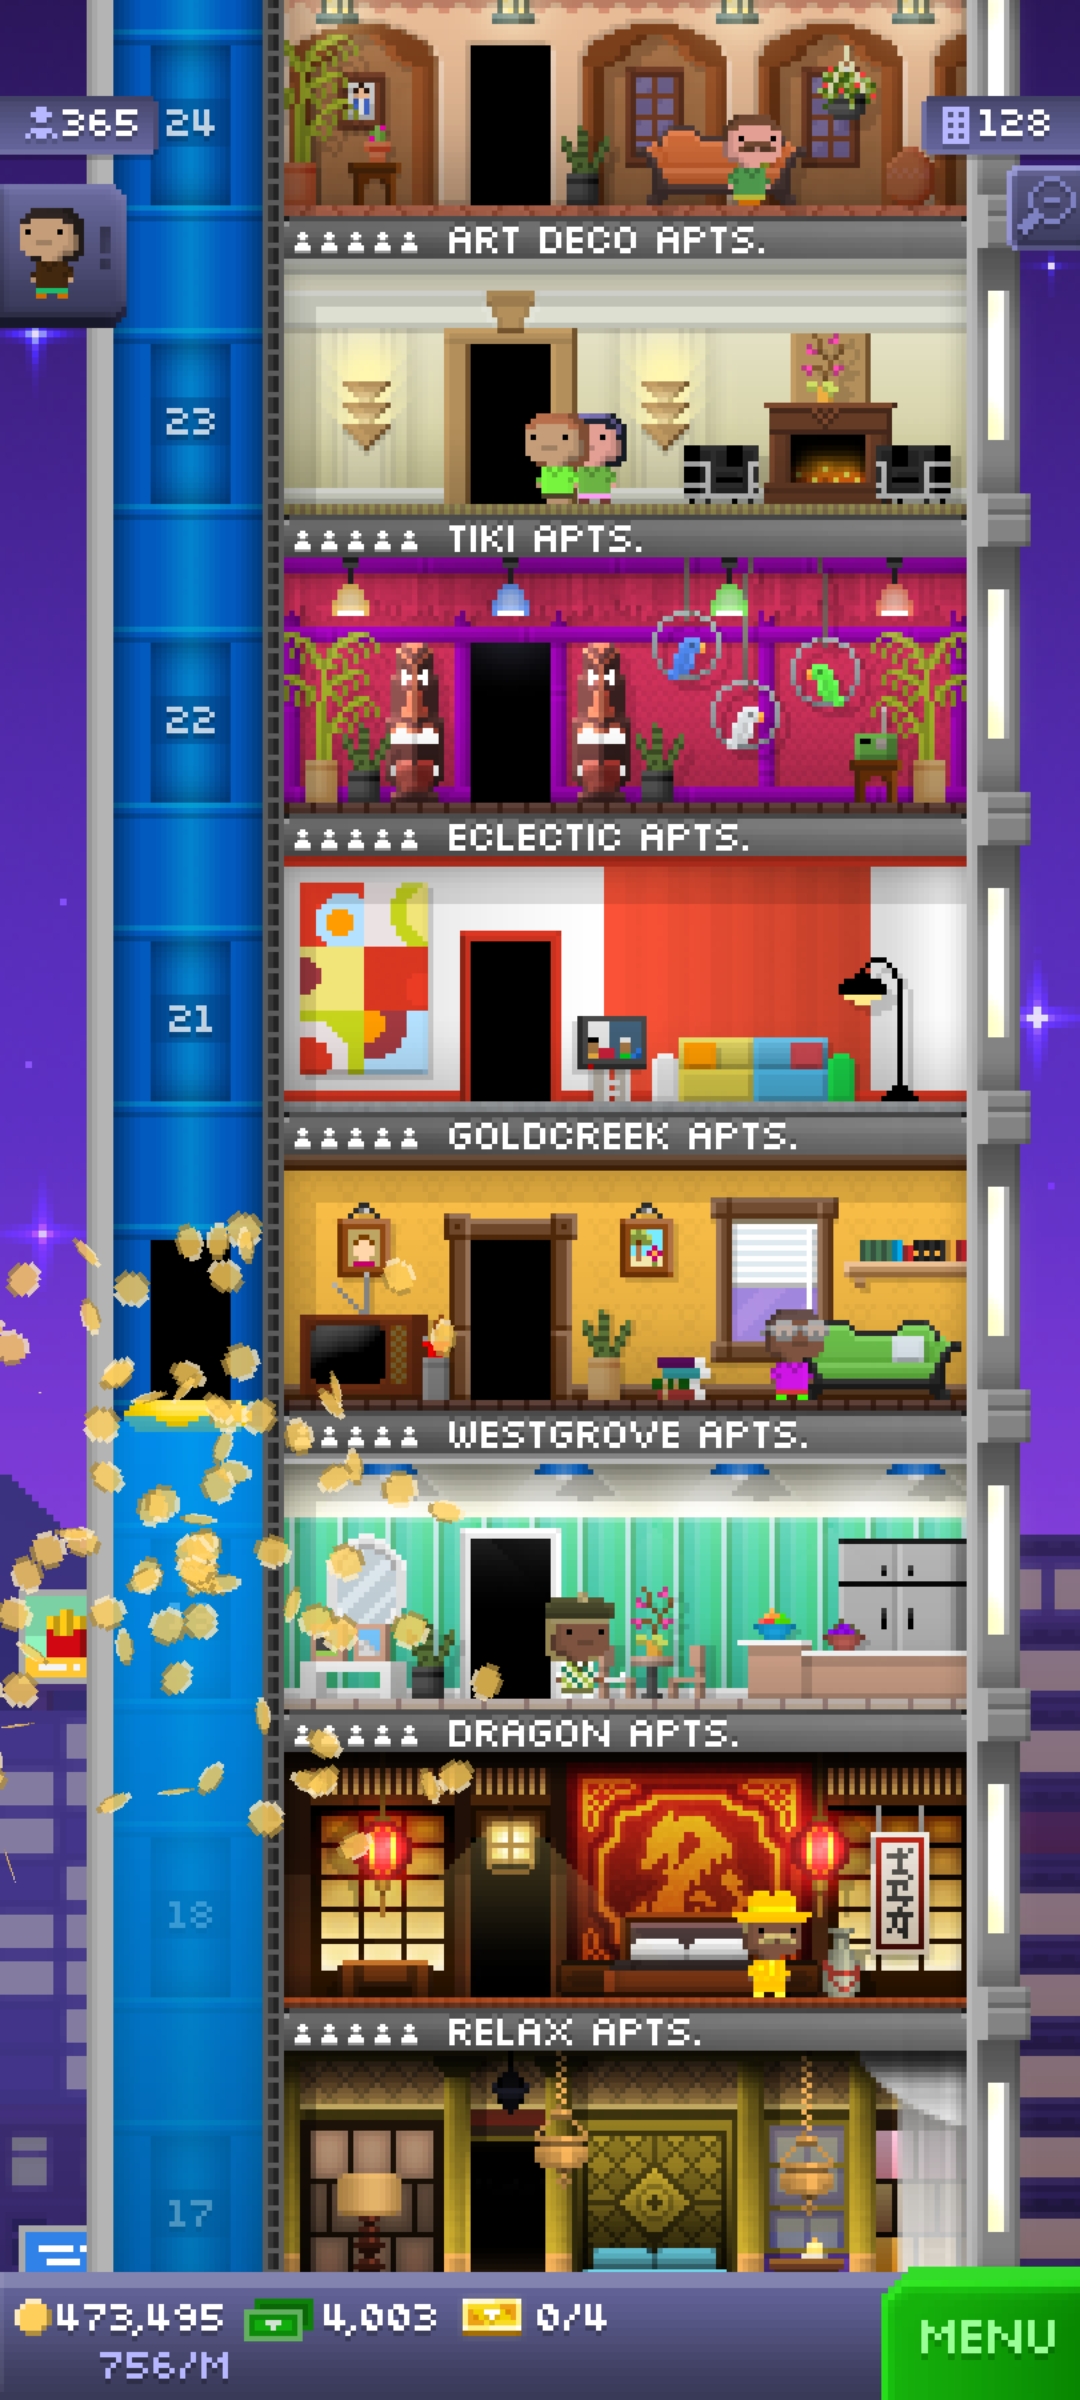 365
24
128
ART DECO APTS.
23
TIKI APTS.
22
ECLECTIC APTS.
21
GOLDCREEK APTS.
WESTGROVE APTS.
DRAGON APTS.
18
RELAX APTS.
17
473,495
4,003
0/4
756/M
MENU